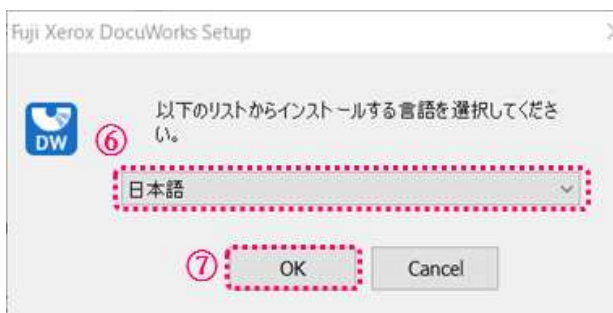 Fuji Xerox DocuWorks Setup
DW
⑥
以下のリストからインストールする言語を選択してくださ
い。
日本語
⑦
OK
Cancel